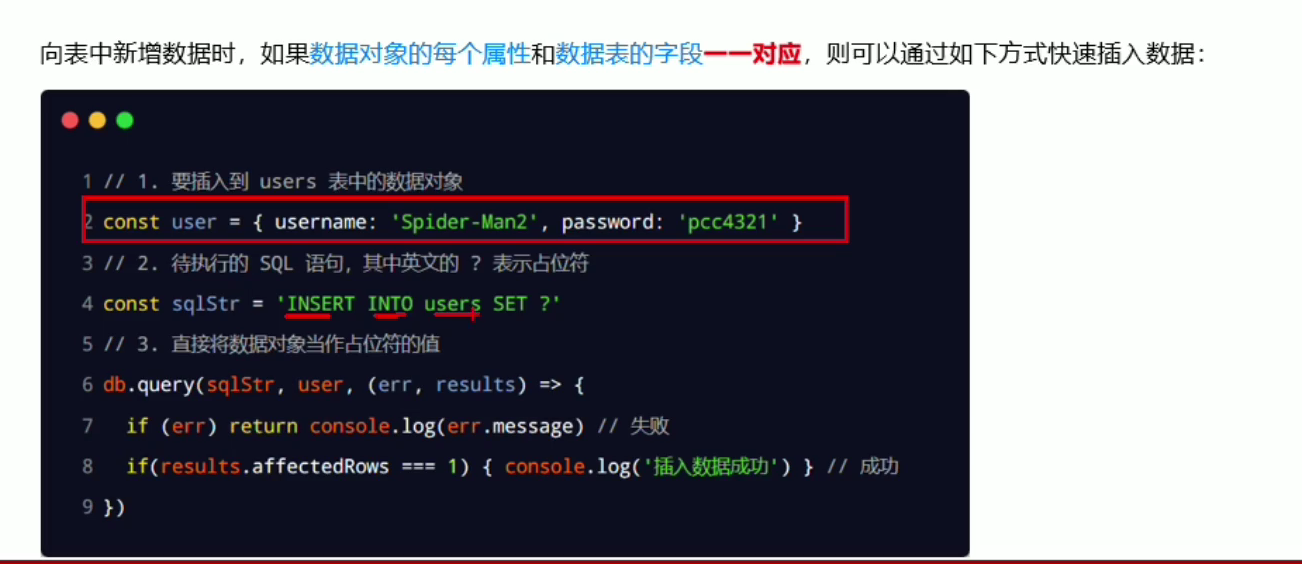 向表中新增数据时，如果数据对象的每个属性和数据表的字段一一对应，则可以通过如下方式快速插入数据：
1 // 1. 要插入到 users 表中的数据对象
2 const user = { username: 'Spider-Man2', password: 'pcc4321' }
3 // 2. 待执行的 SQL 语句，其中英文的 ? 表示占位符
4 const sqlStr = 'INSERT INTO users SET ?'
5 // 3. 直接将数据对象当作占位符的值
6 db.query(sqlStr, user, (err, results) => {
7   if (err) return console.log(err.message) // 失败
8   if(results.affectedRows === 1) { console.log('插入数据成功') } // 成功
9 })